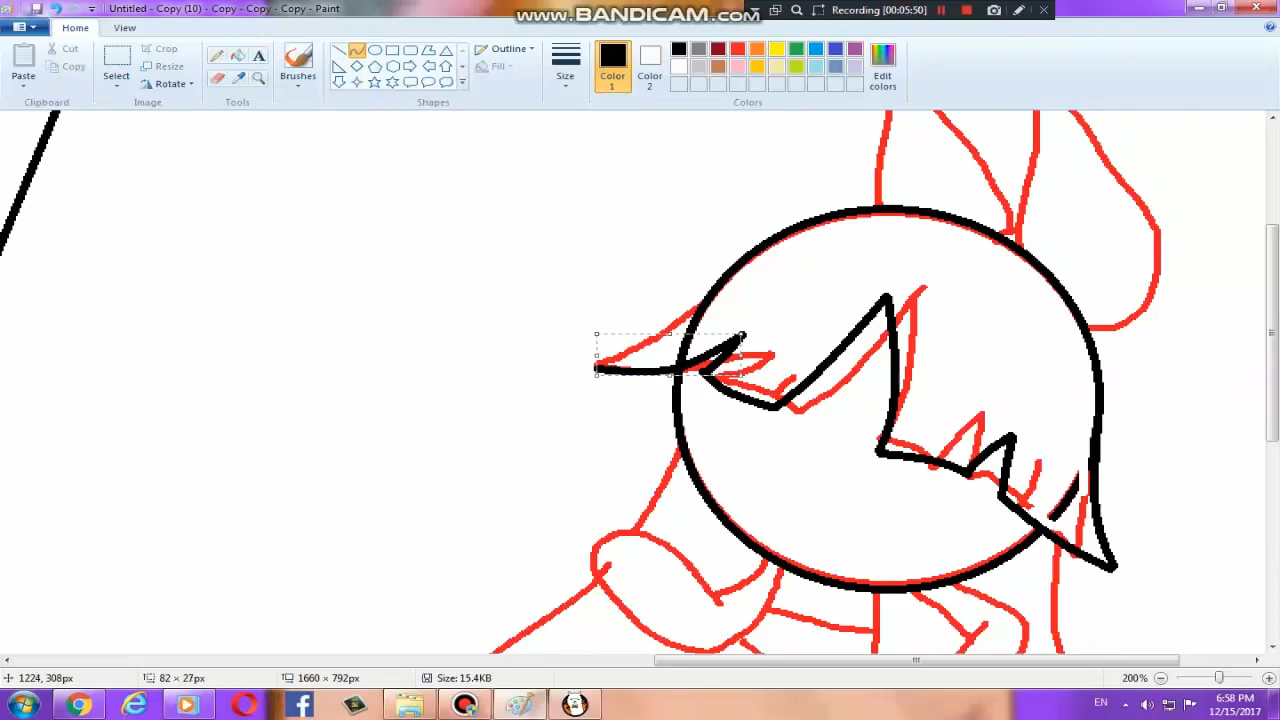 Untitled - Copy (10) - Copy - Copy - Copy - Paint
www.BANDICAM.com
Recording [00:05:50]
Home
View
Paste
Cut
Copy
Clipboard
Select
Crop
Resize
Rotate
Image
Tools
Brushes
Shapes
Outline
Fill
Size
Color 1
Color 2
Edit colors
Colors
1224, 308px
82 × 27px
1660 × 792px
Size: 15.4KB
200%
EN
6:58 PM
12/15/2017